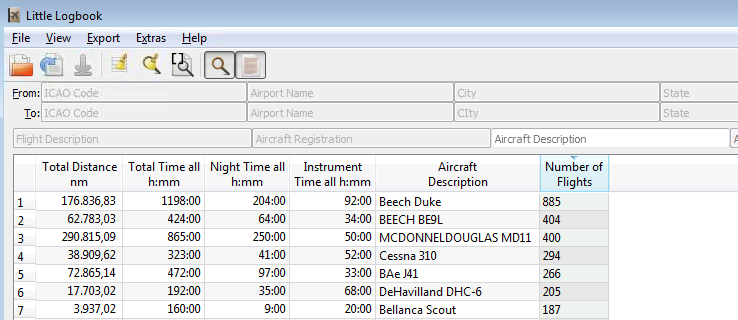 Little Logbook
File View Export Extras Help
From: ICAO Code Airport Name City State
To: ICAO Code Airport Name CIty State
Flight Description Aircraft Registration Aircraft Description
Total Distance nm Total Time all h:mm Night Time all h:mm Instrument Time all h:mm Aircraft Description Number of Flights
1 176.836,83 1198:00 204:00 92:00 Beech Duke 885
2 62.783,03 424:00 64:00 34:00 BEECH BE9L 404
3 290.815,09 865:00 250:00 50:00 MCDONNELDOUGLAS MD11 400
4 38.909,62 323:00 41:00 52:00 Cessna 310 294
5 72.865,14 472:00 97:00 33:00 BAe J41 266
6 17.703,02 192:00 35:00 68:00 DeHavilland DHC-6 205
7 3.937,02 160:00 9:00 20:00 Bellanca Scout 187